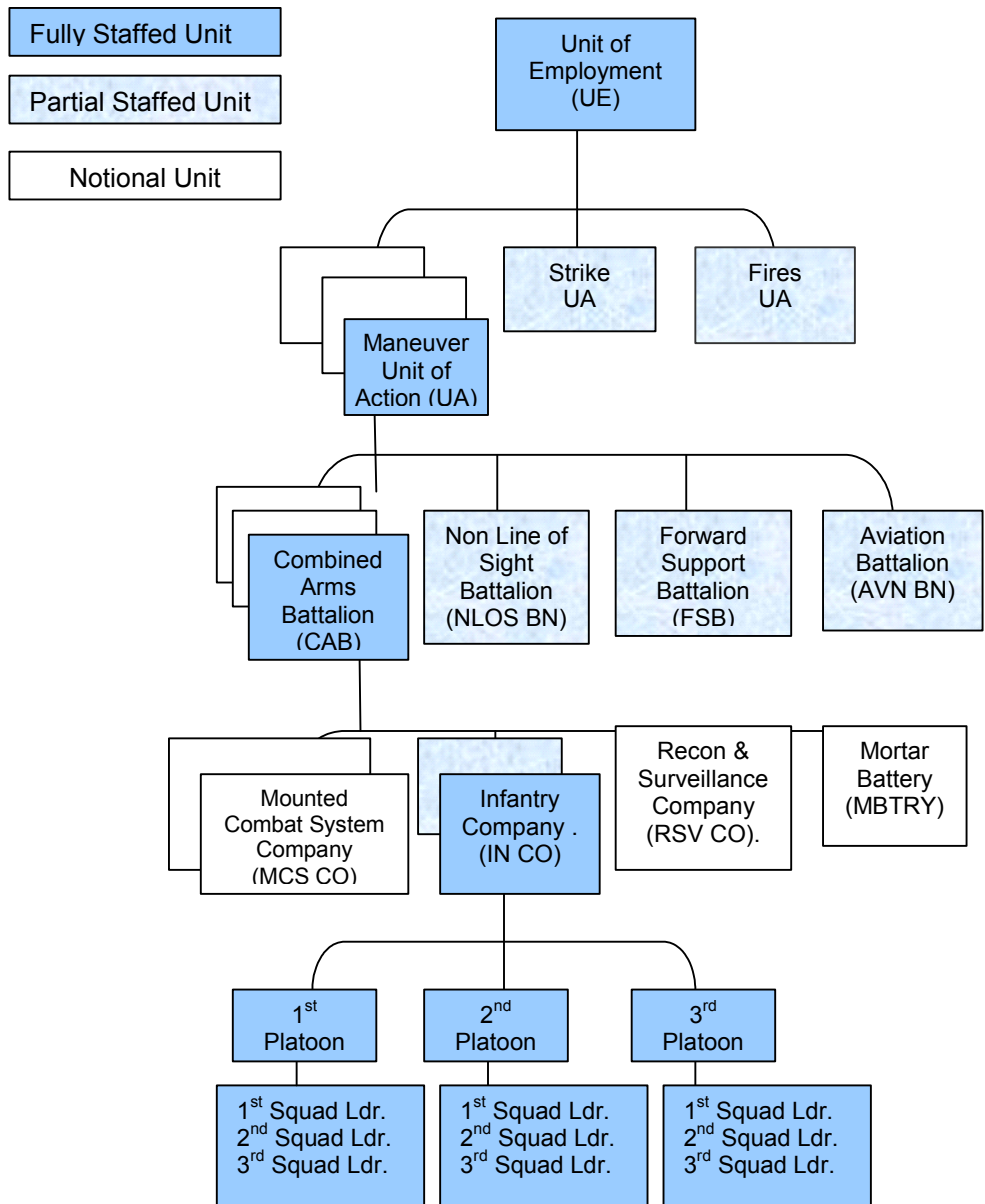 Fully Staffed Unit
Partial Staffed Unit
Notional Unit
Unit of
Employment
(UE)
Strike
UA
Fires
UA
Maneuver
Unit of
Action (UA)
Combined
Arms
Battalion
(CAB)
Non Line of
Sight
Battalion
(NLOS BN)
Forward
Support
Battalion
(FSB)
Aviation
Battalion
(AVN BN)
Mounted
Combat System
Company
(MCS CO)
Infantry
Company .
(IN CO)
Recon &
Surveillance
Company
(RSV CO).
Mortar
Battery
(MBTRY)
1st
Platoon
2nd
Platoon
3rd
Platoon
1st Squad Ldr.
2nd Squad Ldr.
3rd Squad Ldr.
1st Squad Ldr.
2nd Squad Ldr.
3rd Squad Ldr.
1st Squad Ldr.
2nd Squad Ldr.
3rd Squad Ldr.